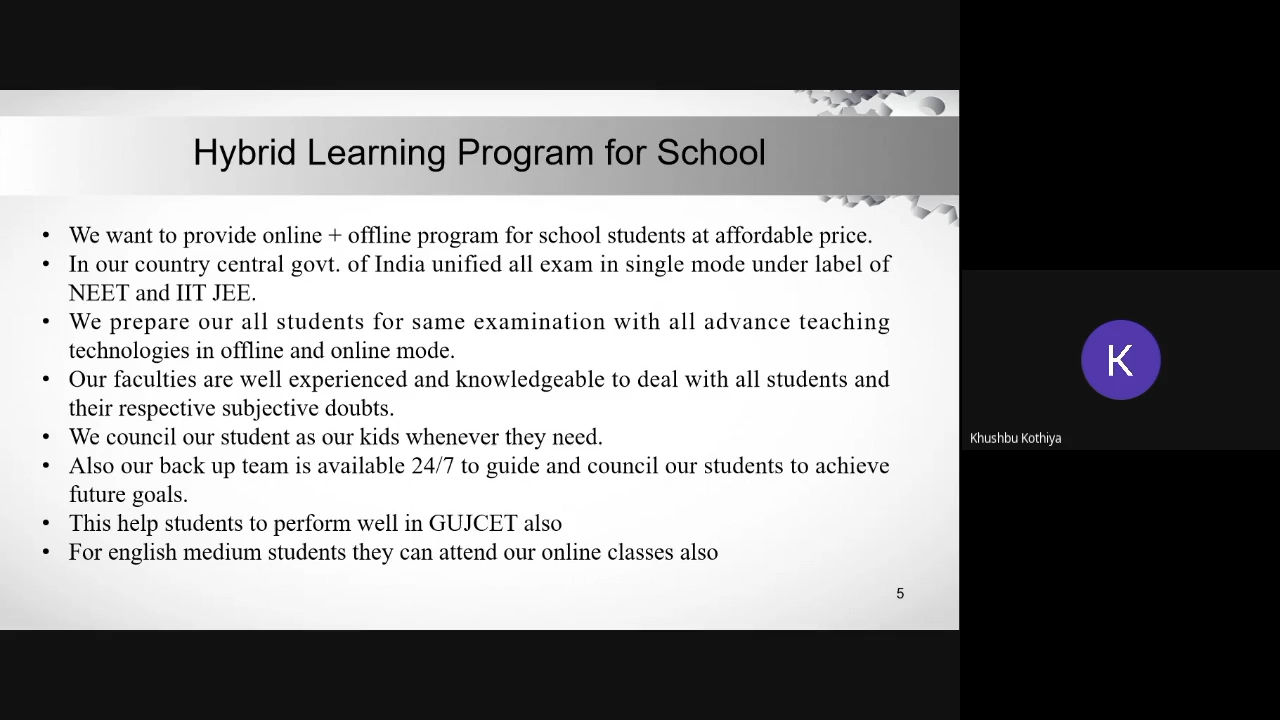 Hybrid Learning Program for School
• We want to provide online + offline program for school students at affordable price.
• In our country central govt. of India unified all exam in single mode under label of
NEET and IIT JEE.
• We prepare our all students for same examination with all advance teaching
technologies in offline and online mode.
• Our faculties are well experienced and knowledgeable to deal with all students and
their respective subjective doubts.
• We council our student as our kids whenever they need.
• Also our back up team is available 24/7 to guide and council our students to achieve
future goals.
• This help students to perform well in GUJCET also
• For english medium students they can attend our online classes also
5
K
Khushbu Kothiya